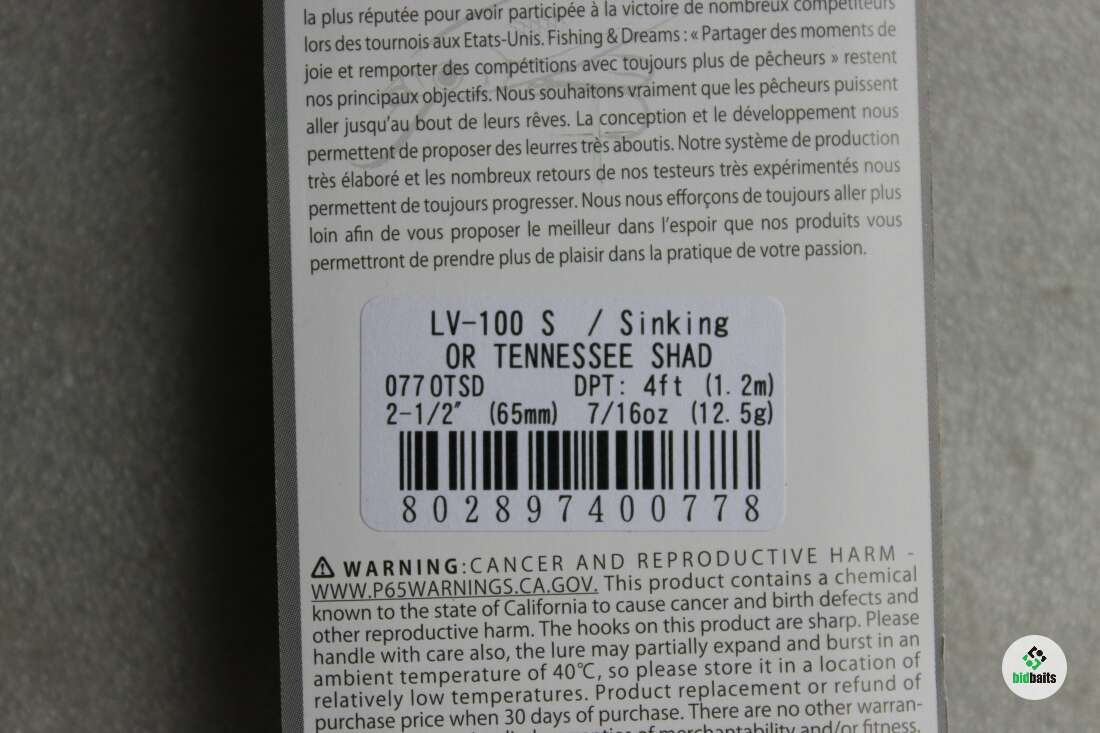 la plus réputée pour avoir participée à la victoire de nombreux compétiteurs
lors des tournois aux Etats-Unis. Fishing & Dreams : « Partager des moments de
joie et remporter des compétitions avec toujours plus de pêcheurs » restent
nos principaux objectifs. Nous souhaitons vraiment que les pêcheurs puissent
aller jusqu'au bout de leurs rêves. La conception et le développement nous
permettent de proposer des leurres très aboutis. Notre système de production
très élaboré et les nombreux retours de nos testeurs très expérimentés nous
permettent de toujours progresser. Nous nous efforçons de toujours aller plus
loin afin de vous proposer le meilleur dans l'espoir que nos produits vous
permettront de prendre plus de plaisir dans la pratique de votre passion.
LV-100 S / Sinking
OR TENNESSEE SHAD
077OTSD DPT: 4ft (1.2m)
2-1/2″ (65mm) 7/16oz (12.5g)
802897400778
⚠ WARNING:CANCER AND REPRODUCTIVE HARM -
WWW.P65WARNINGS.CA.GOV. This product contains a chemical
known to the state of California to cause cancer and birth defects and
other reproductive harm. The hooks on this product are sharp. Please
handle with care also, the lure may partially expand and burst in an
ambient temperature of 40℃, so please store it in a location of
relatively low temperatures. Product replacement or refund of
purchase price when 30 days of purchase. There are no other warran-
of merchantability and/or fitness,
bidbaits